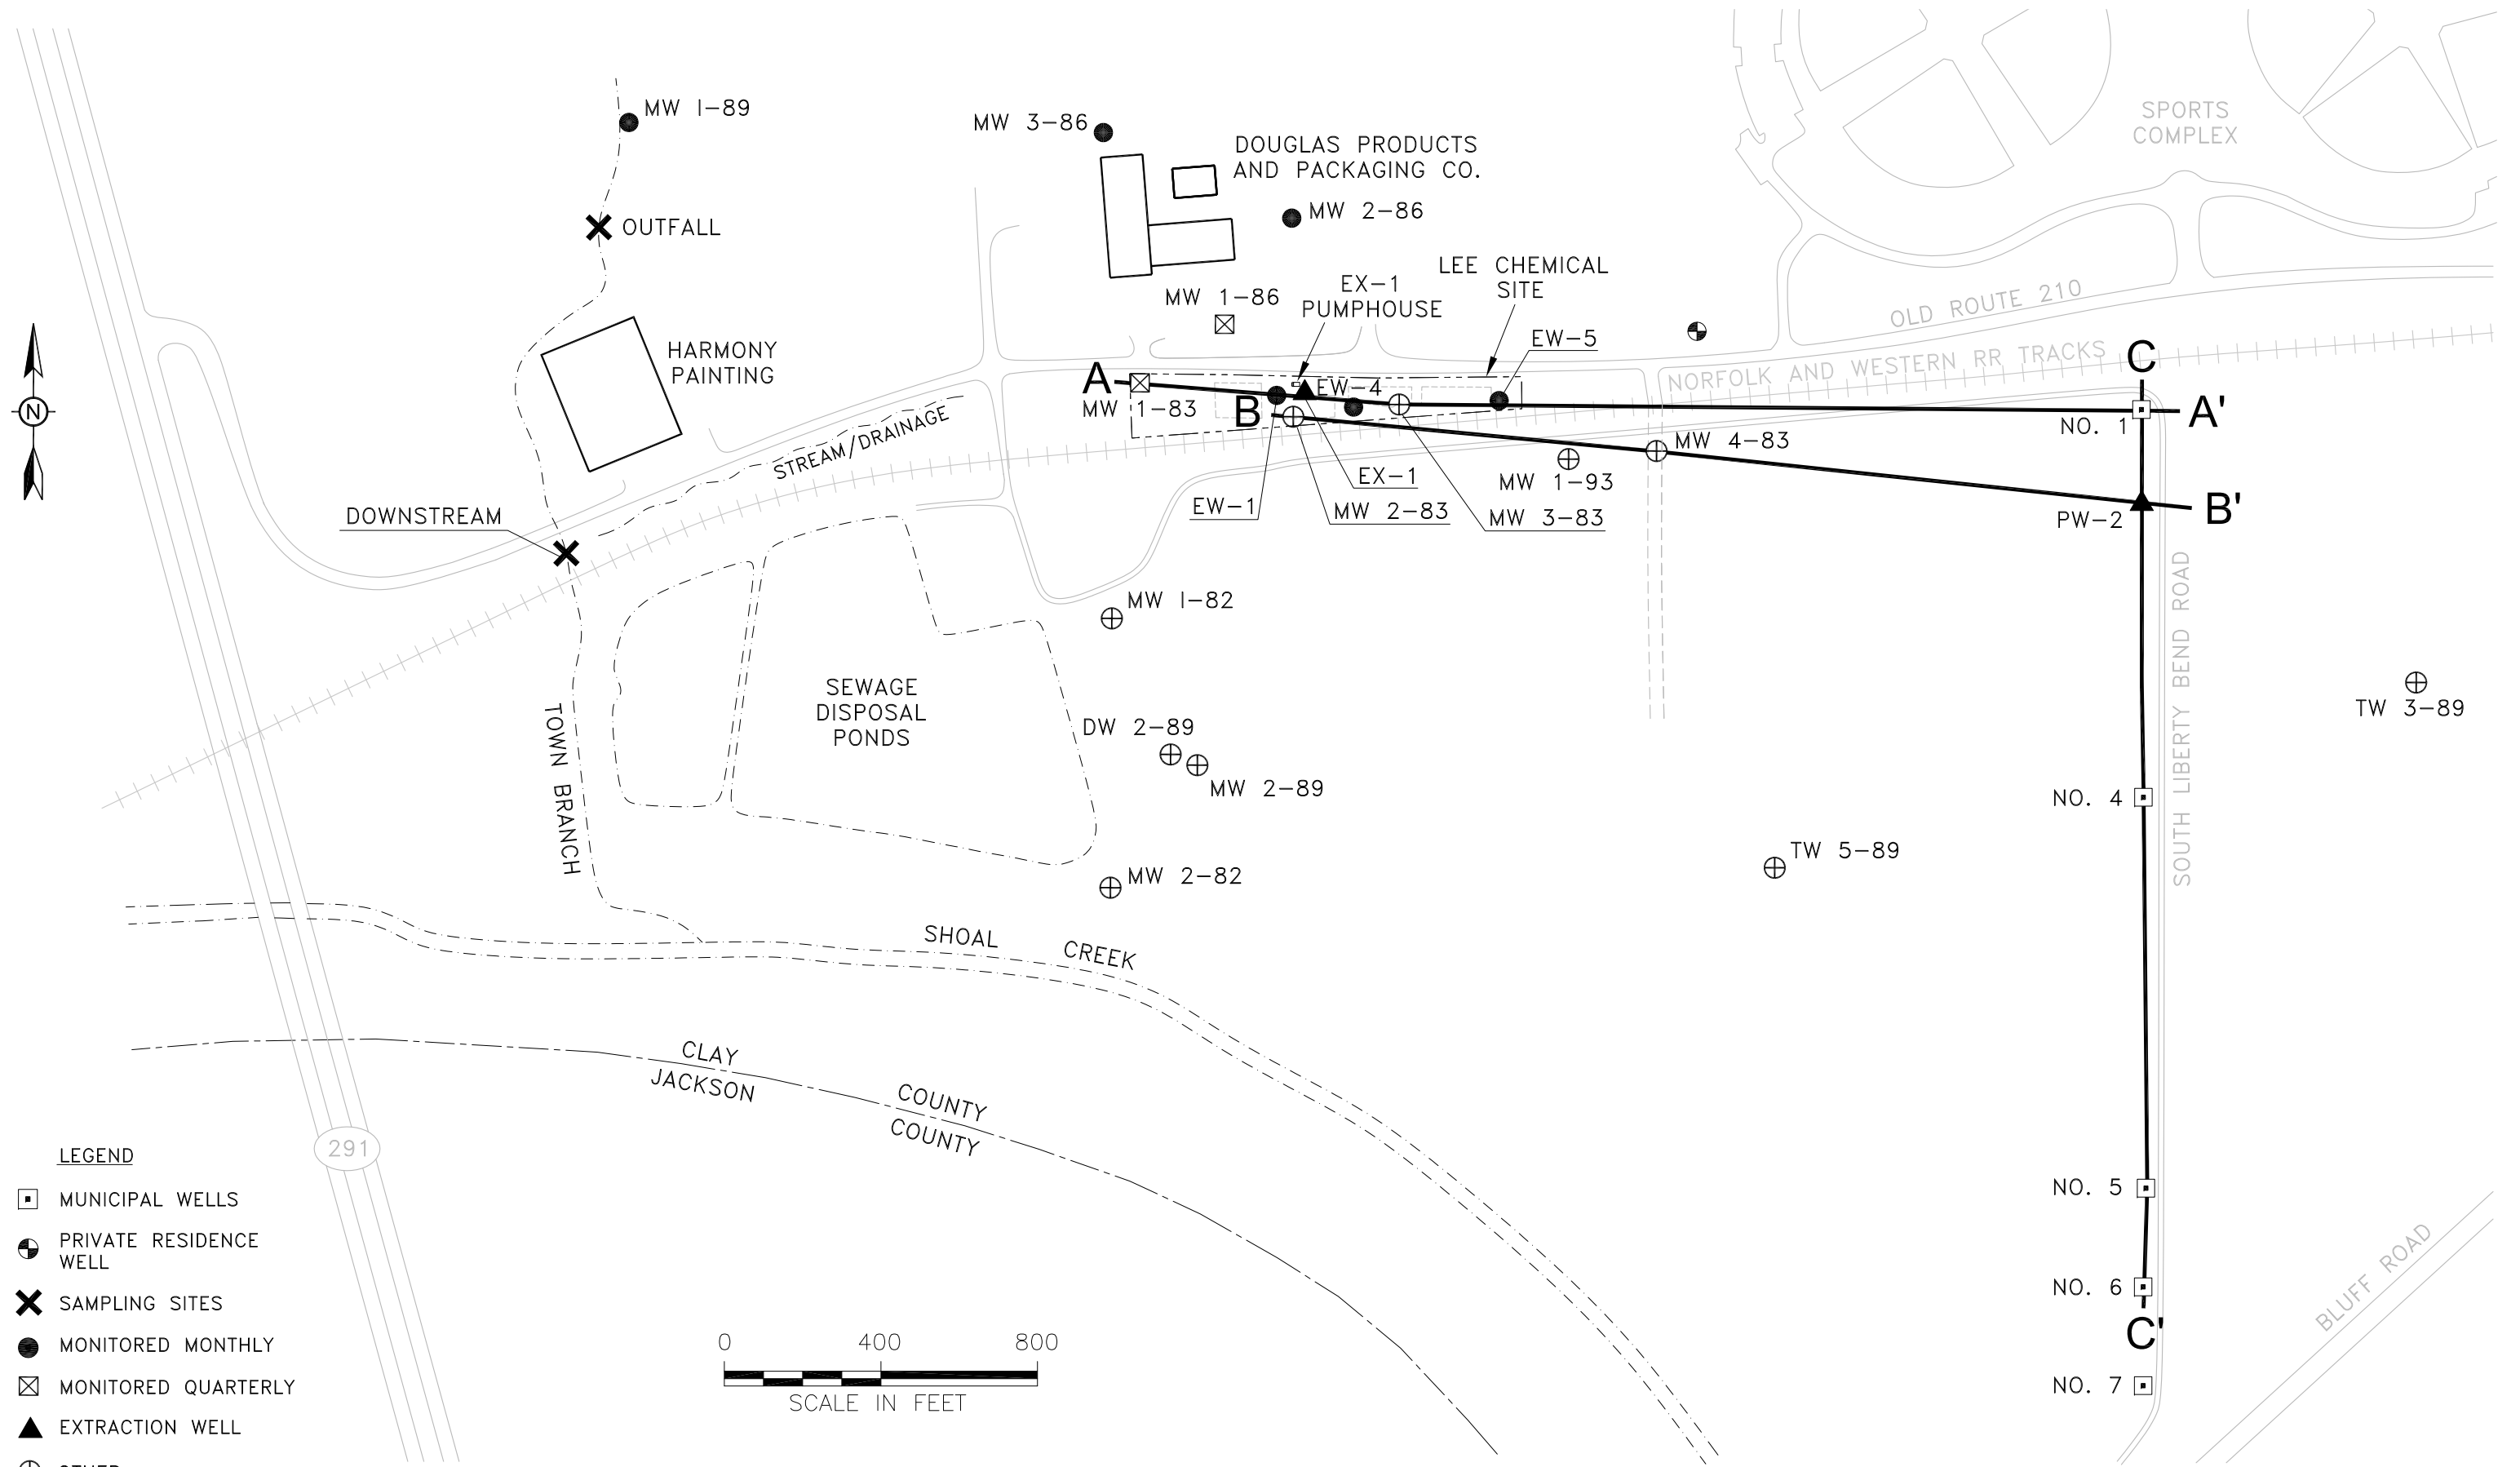 MW I-89
MW 3-86
DOUGLAS PRODUCTS
AND PACKAGING CO.
SPORTS
COMPLEX
OUTFALL
MW 2-86
LEE CHEMICAL
SITE
EX-1
PUMPHOUSE
MW 1-86
OLD ROUTE 210
EW-5
HARMONY
PAINTING
NORFOLK AND WESTERN RR TRACKS
C
A
EW-4
MW 1-83
B
A'
NO. 1
N
STREAM/DRAINAGE
MW 4-83
EX-1
MW 1-93
EW-1
MW 2-83
MW 3-83
B'
PW-2
DOWNSTREAM
SOUTH LIBERTY BEND ROAD
MW I-82
SEWAGE
DISPOSAL
PONDS
TOWN BRANCH
DW 2-89
MW 2-89
TW 3-89
NO. 4
TW 5-89
MW 2-82
SHOAL CREEK
CLAY COUNTY
JACKSON COUNTY
291
NO. 5
NO. 6
C'
NO. 7
BLUFF ROAD
LEGEND
MUNICIPAL WELLS
PRIVATE RESIDENCE
WELL
SAMPLING SITES
MONITORED MONTHLY
MONITORED QUARTERLY
EXTRACTION WELL
0 400 800
SCALE IN FEET